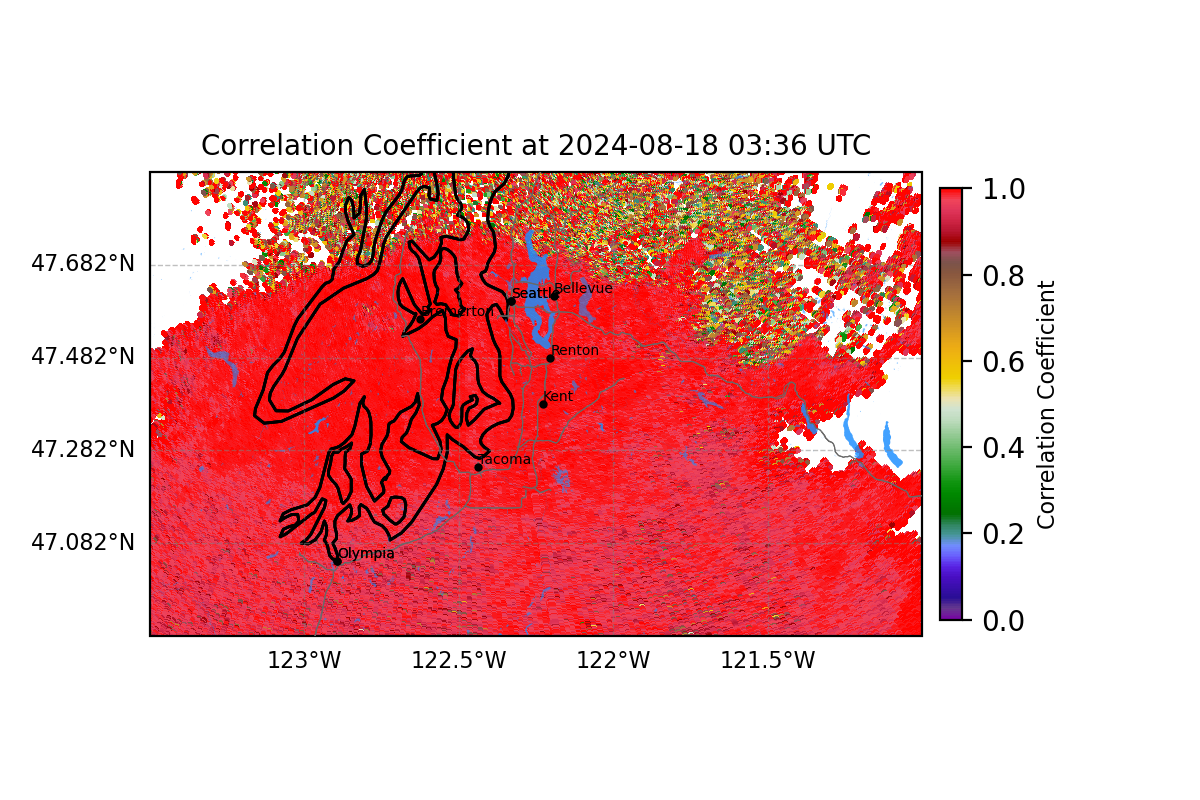 Correlation Coefficient at 2024-08-18 03:36 UTC
1.0
47.682°N
0.8
Bellevue
Seattle
Bremerton
47.482°N
Renton
0.6
Kent
Correlation Coefficient
47.282°N
0.4
Tacoma
47.082°N
0.2
Olympia
0.0
123°W 122.5°W 122°W 121.5°W